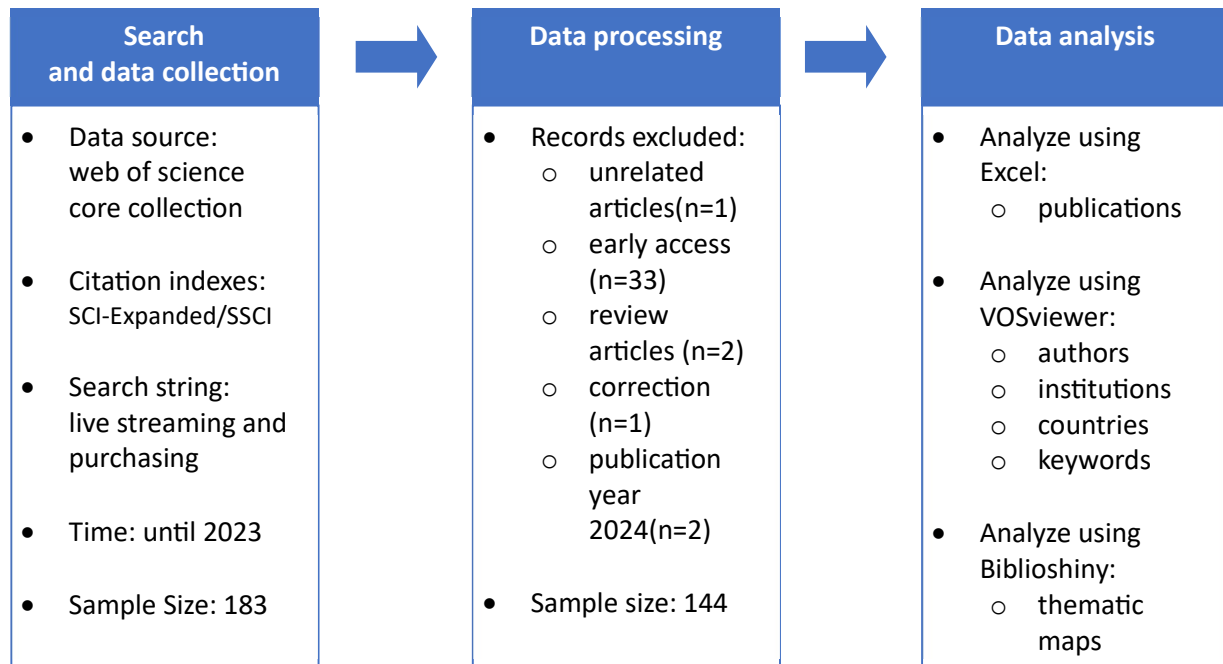 Search
and data collection
• Data source:
web of science
core collection
• Citation indexes:
SCI-Expanded/SSCI
• Search string:
live streaming and
purchasing
• Time: until 2023
• Sample Size: 183
Data processing
• Records excluded:
o unrelated
articles(n=1)
o early access
(n=33)
o review
articles (n=2)
o correction
(n=1)
o publication
year
2024(n=2)
• Sample size: 144
Data analysis
• Analyze using
Excel:
o publications
• Analyze using
VOSviewer:
o authors
o institutions
o countries
o keywords
• Analyze using
Biblioshiny:
o thematic
maps